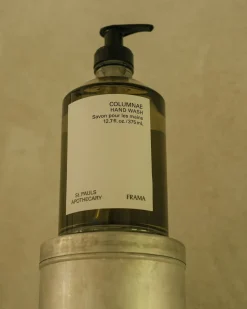 COLUMNAE
HAND WASH
Savon pour les mains
12.7 fl. oz / 375 mL
St. PAULS
APOTHECARY
FRAMA